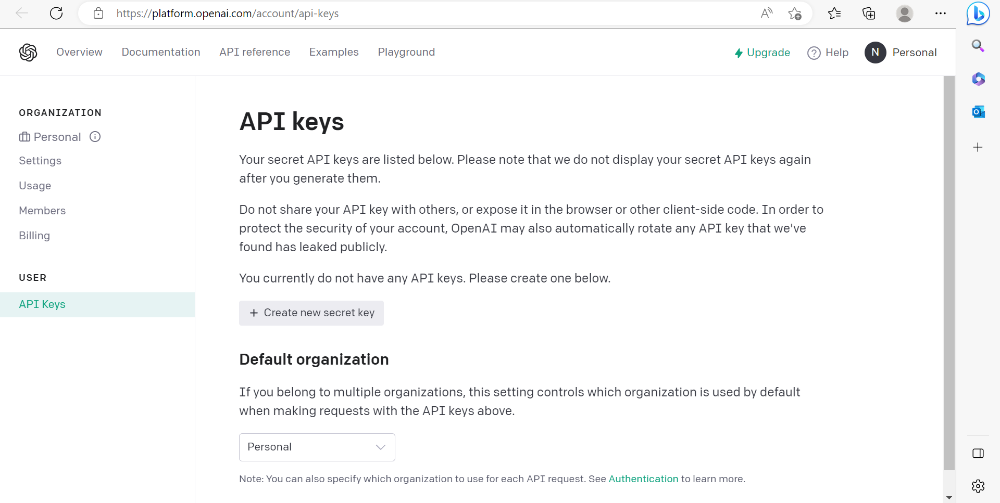 https://platform.openai.com/account/api-keys
Overview Documentation API reference Examples Playground Upgrade Help N Personal
ORGANIZATION
Personal
Settings
Usage
Members
Billing
USER
API Keys
API keys
Your secret API keys are listed below. Please note that we do not display your secret API keys again
after you generate them.
Do not share your API key with others, or expose it in the browser or other client-side code. In order to
protect the security of your account, OpenAI may also automatically rotate any API key that we've
found has leaked publicly.
You currently do not have any API keys. Please create one below.
+ Create new secret key
Default organization
If you belong to multiple organizations, this setting controls which organization is used by default
when making requests with the API keys above.
Personal
Note: You can also specify which organization to use for each API request. See Authentication to learn more.